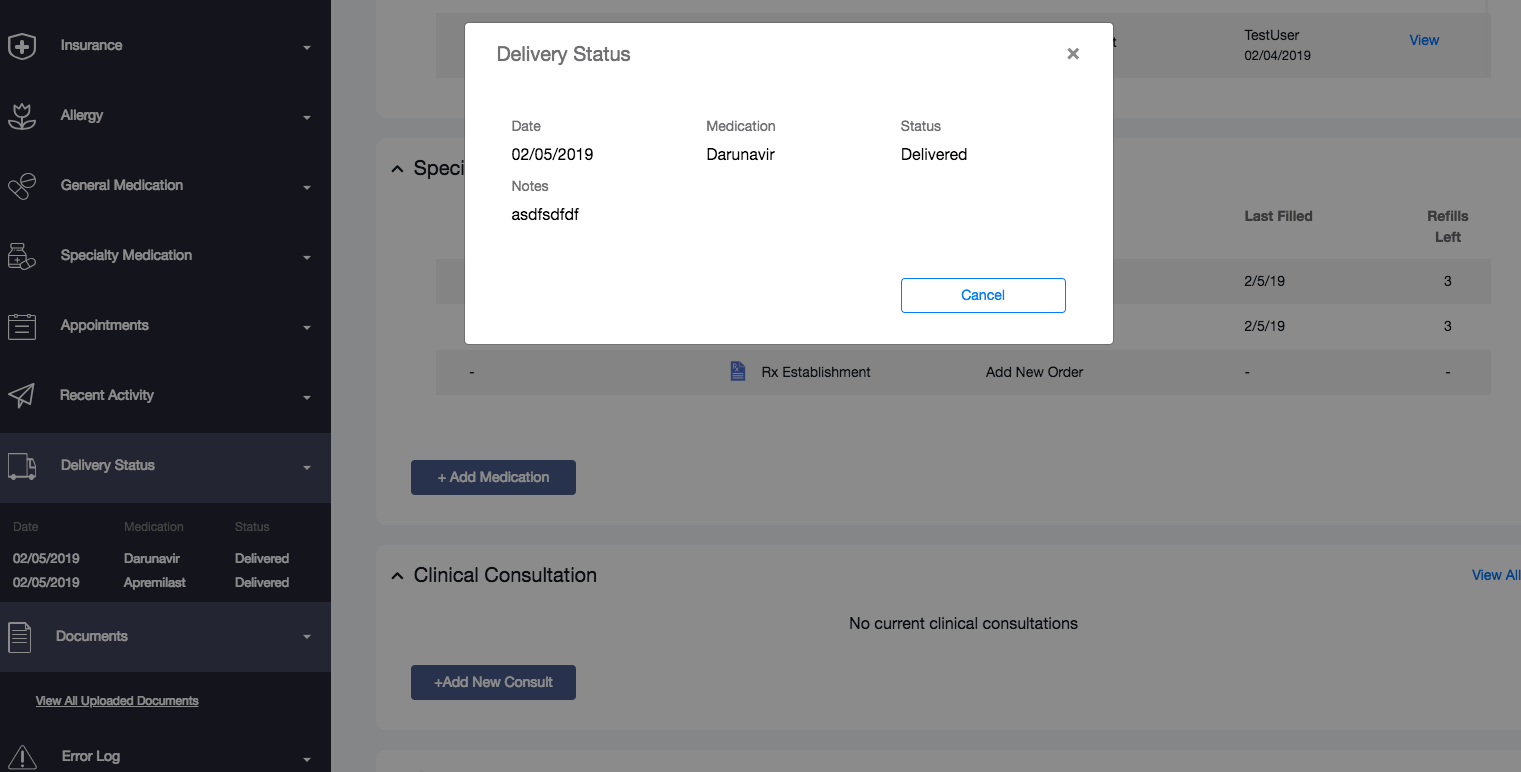 Insurance
Allergy
General Medication
Specialty Medication
Appointments
Recent Activity
Delivery Status
Date Medication Status
02/05/2019 Darunavir Delivered
02/05/2019 Apremilast Delivered
Documents
View All Uploaded Documents
Error Log
Delivery Status ×
Date Medication Status
02/05/2019 Darunavir Delivered
Notes
asdfsdfdf
Cancel
TestUser View
02/04/2019
Speci
Last Filled Refills
Left
2/5/19 3
2/5/19 3
- Rx Establishment Add New Order - -
+ Add Medication
Clinical Consultation View All
No current clinical consultations
+Add New Consult